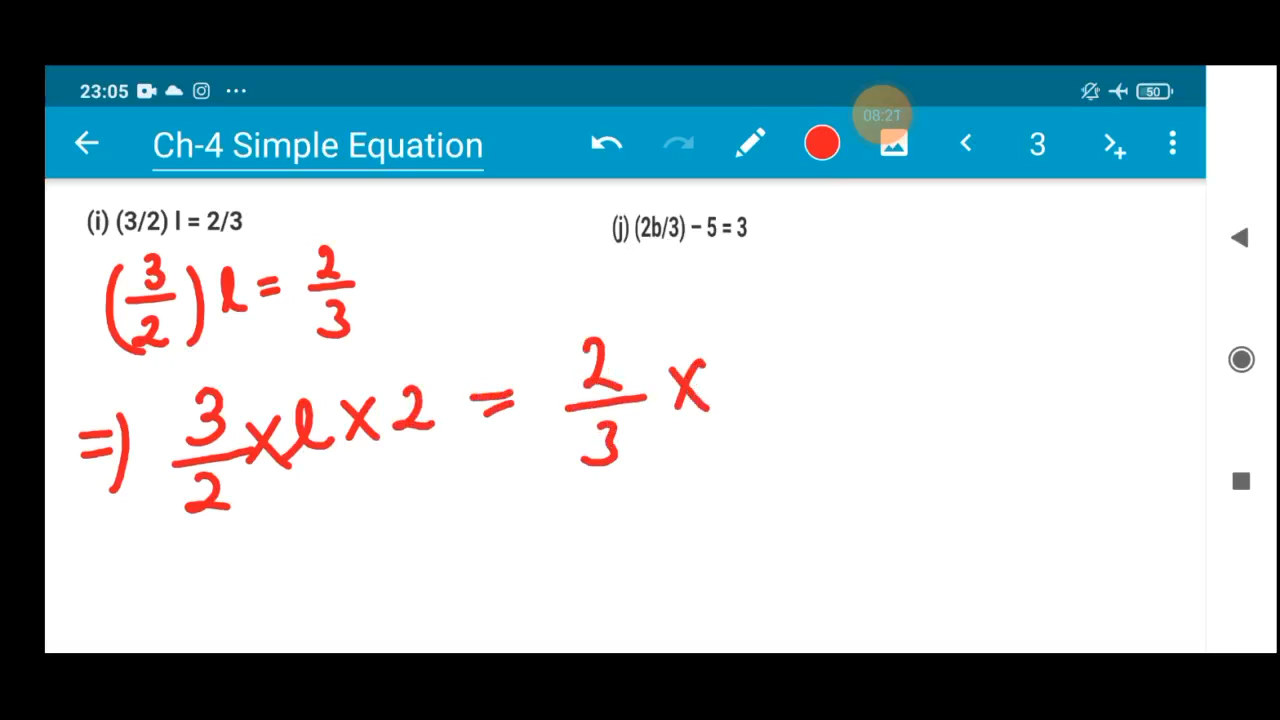 23:05 ... 50
08:21
Ch-4 Simple Equation 3
(i) (3/2) l = 2/3
(j) (2b/3) – 5 = 3
(3/2) l = 2/3
=> 3/2 × l × 2 = 2/3 ×